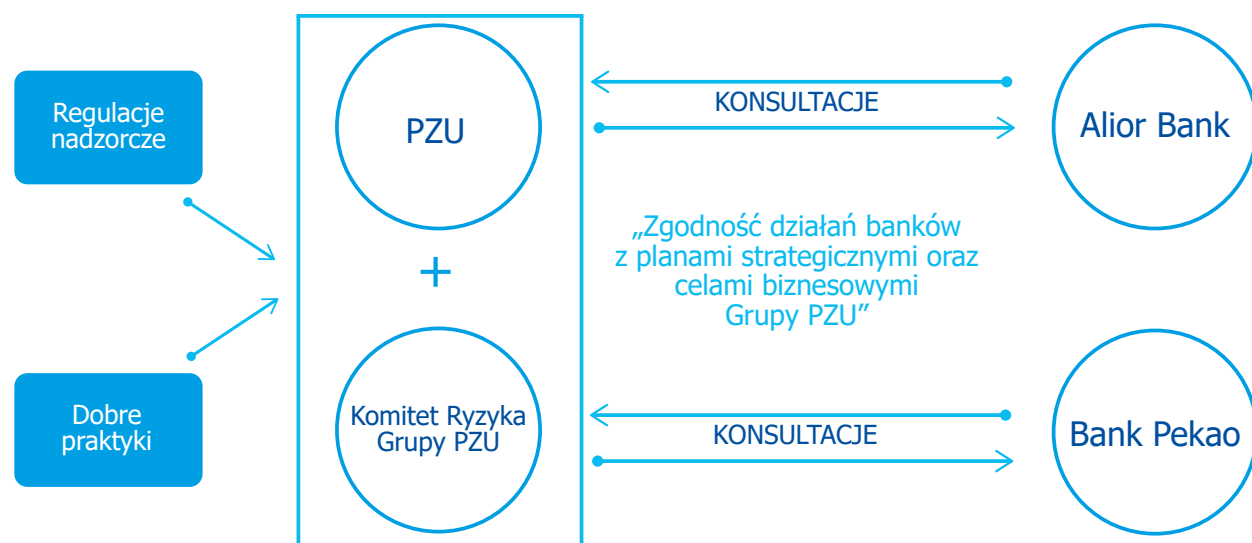 Regulacje
nadzorcze
Dobre
praktyki
PZU
+
Komitet Ryzyka
Grupy PZU
KONSULTACJE
„Zgodność działań banków
z planami strategicznymi oraz
celami biznesowymi
Grupy PZU”
KONSULTACJE
Alior Bank
Bank Pekao